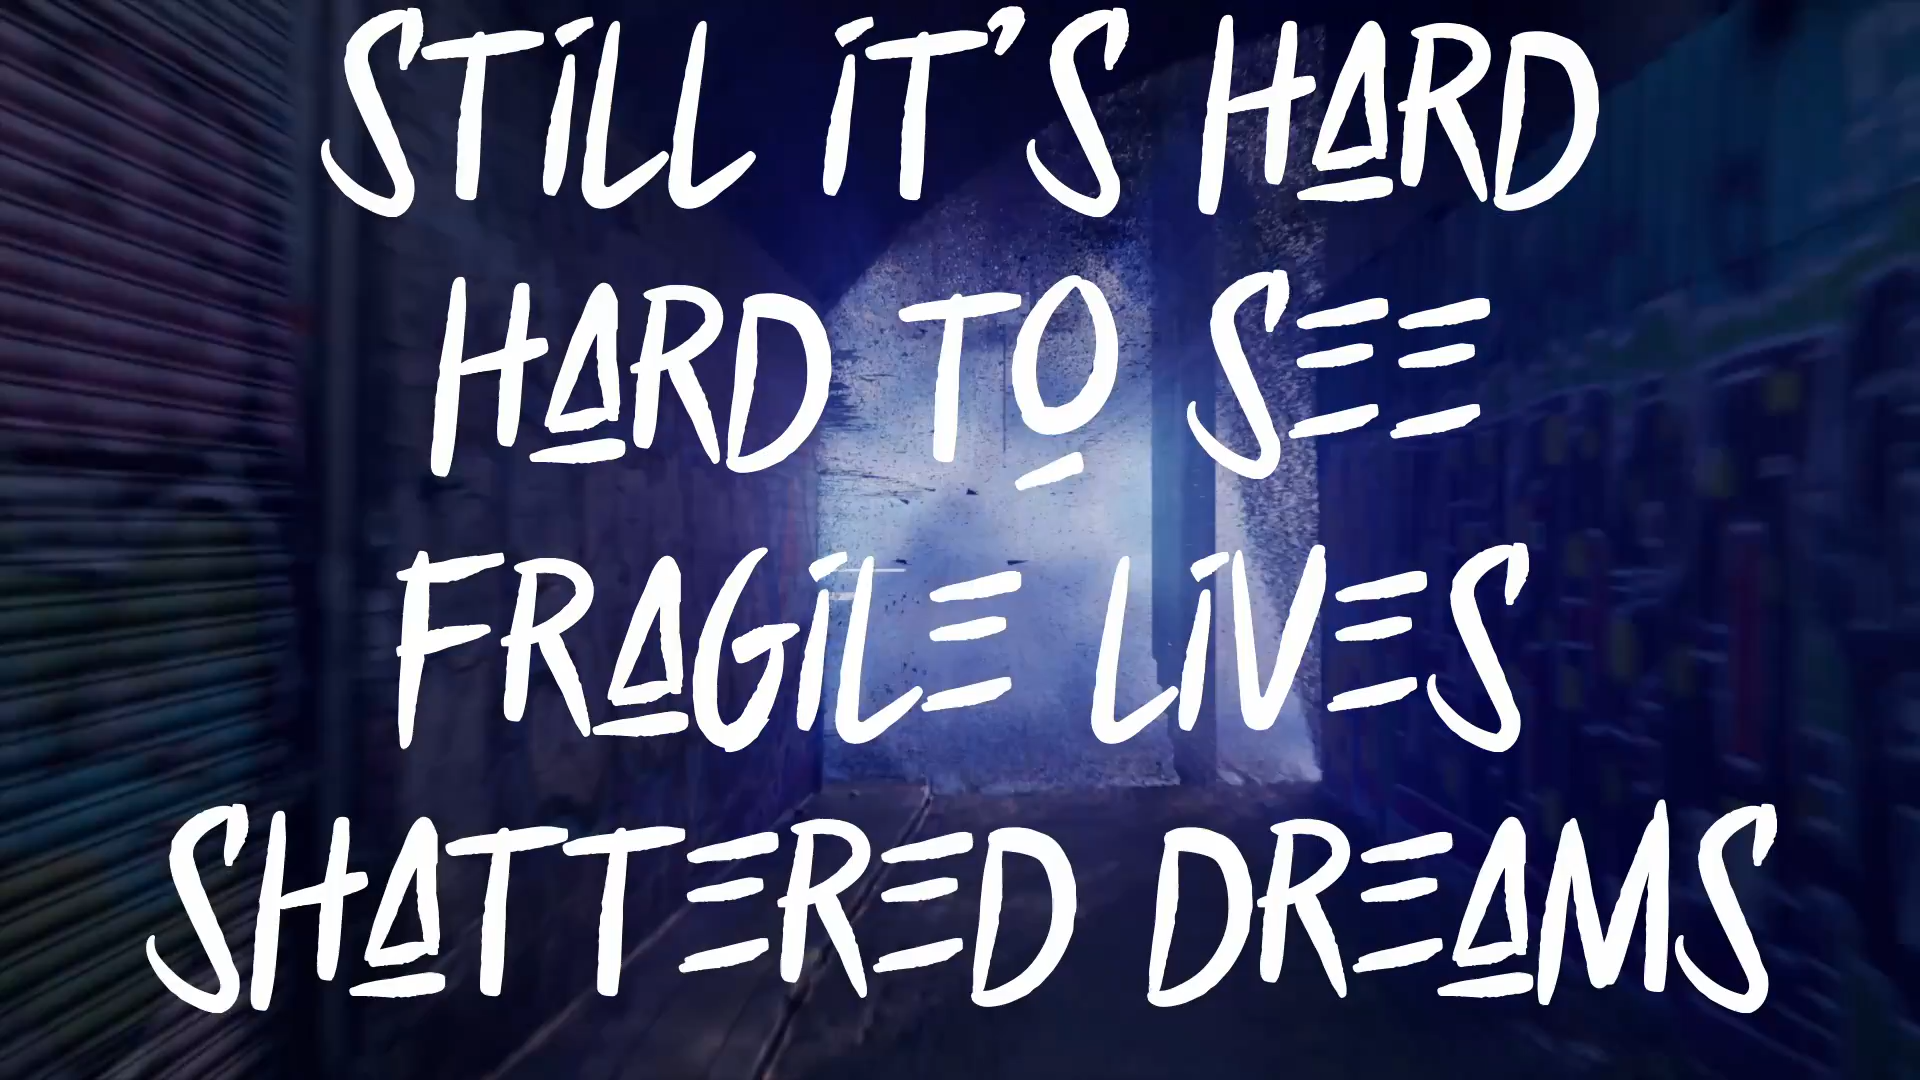 STiLL iT'S HARD
HARD TO SEE
FRAGiLE LiVES
SHATTERED DREAMS